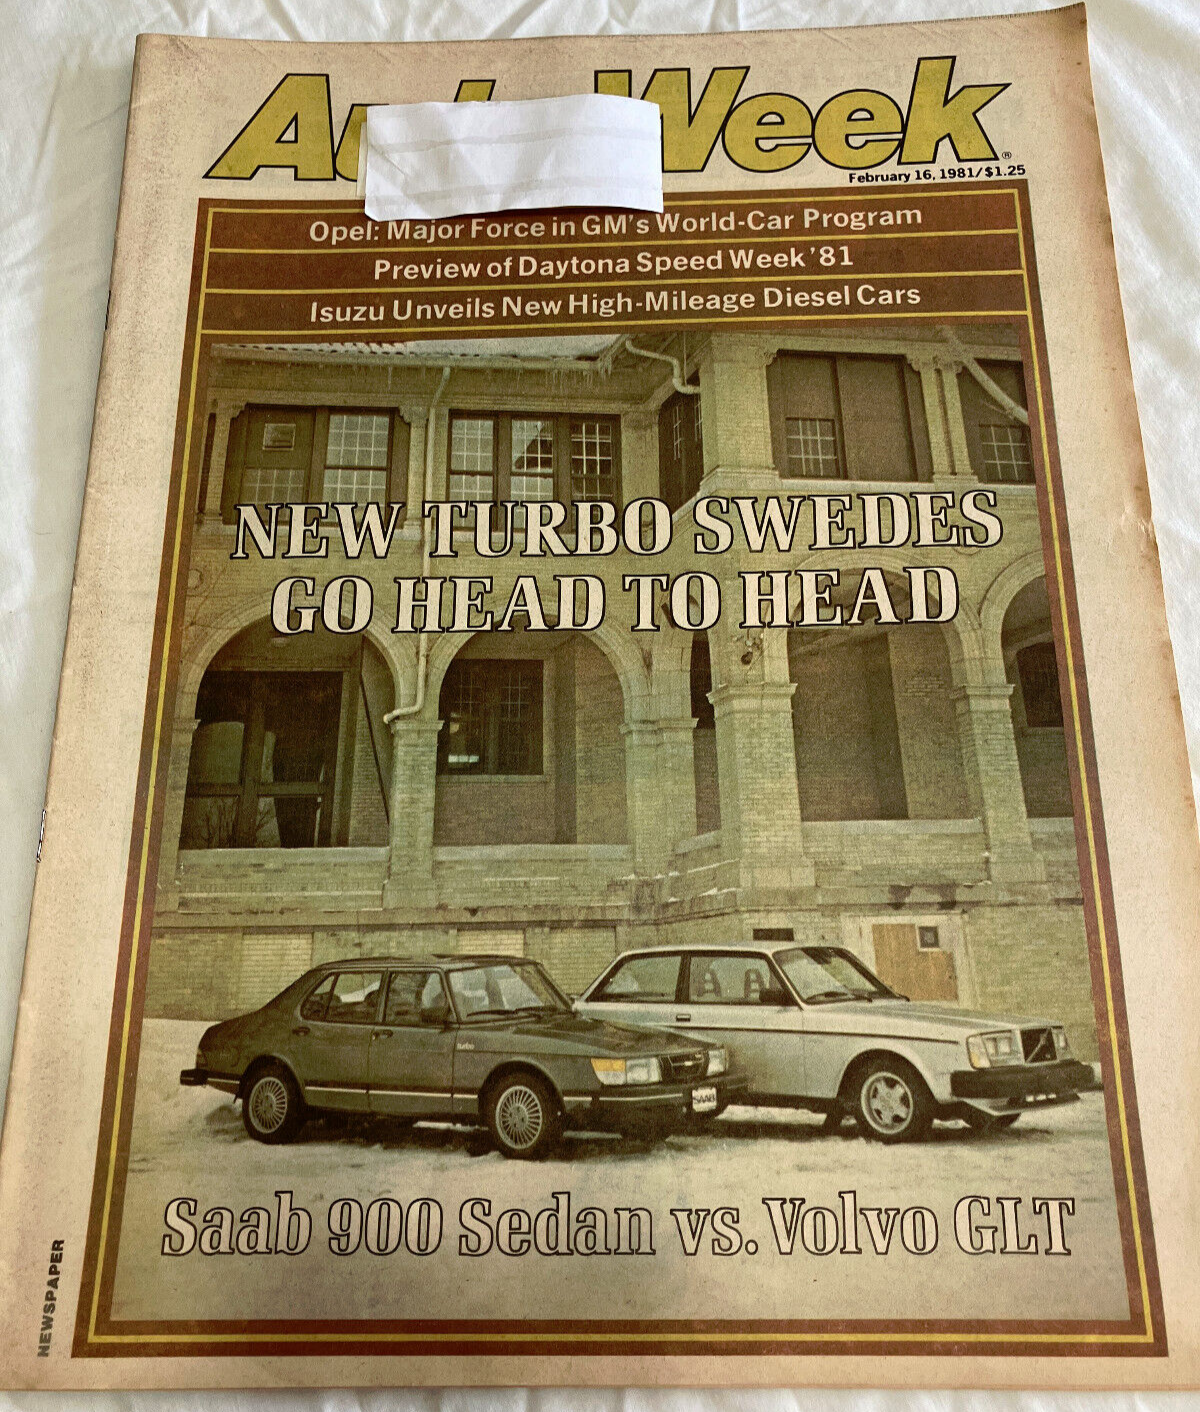 Week®
February 16, 1981/$1.25
Opel: Major Force in GM's World-Car Program
Preview of Daytona Speed Week '81
Isuzu Unveils New High-Mileage Diesel Cars
NEW TURBO SWEDES
GO HEAD TO HEAD
turbo
SAAB
Saab 900 Sedan vs. Volvo GLT
NEWSPAPER